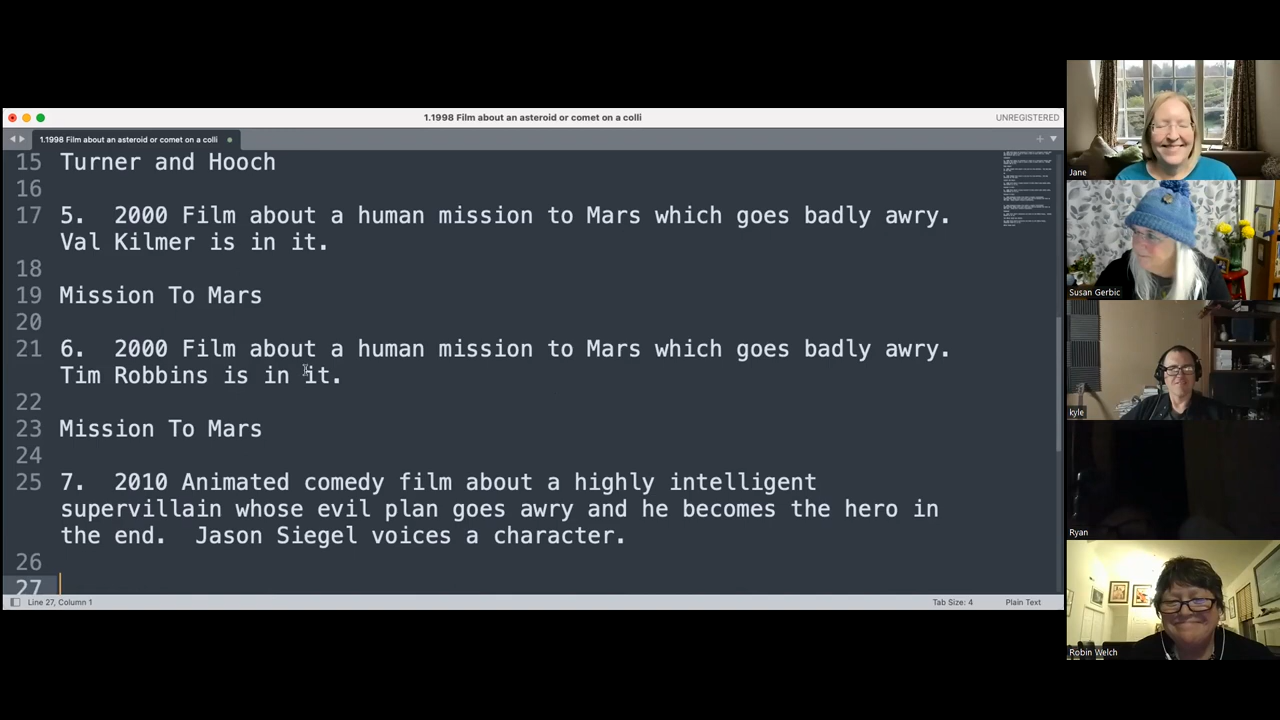 1.1998 Film about an asteroid or comet on a colli
UNREGISTERED
1.1998 Film about an asteroid or comet on a colli
15 Turner and Hooch
16
17 5.  2000 Film about a human mission to Mars which goes badly awry.
Val Kilmer is in it.
18
19 Mission To Mars
20
21 6.  2000 Film about a human mission to Mars which goes badly awry.
Tim Robbins is in it.
22
23 Mission To Mars
24
25 7.  2010 Animated comedy film about a highly intelligent
supervillain whose evil plan goes awry and he becomes the hero in
the end.  Jason Siegel voices a character.
26
27
Line 27, Column 1
Tab Size: 4
Plain Text
Jane
Susan Gerbic
kyle
Ryan
Robin Welch